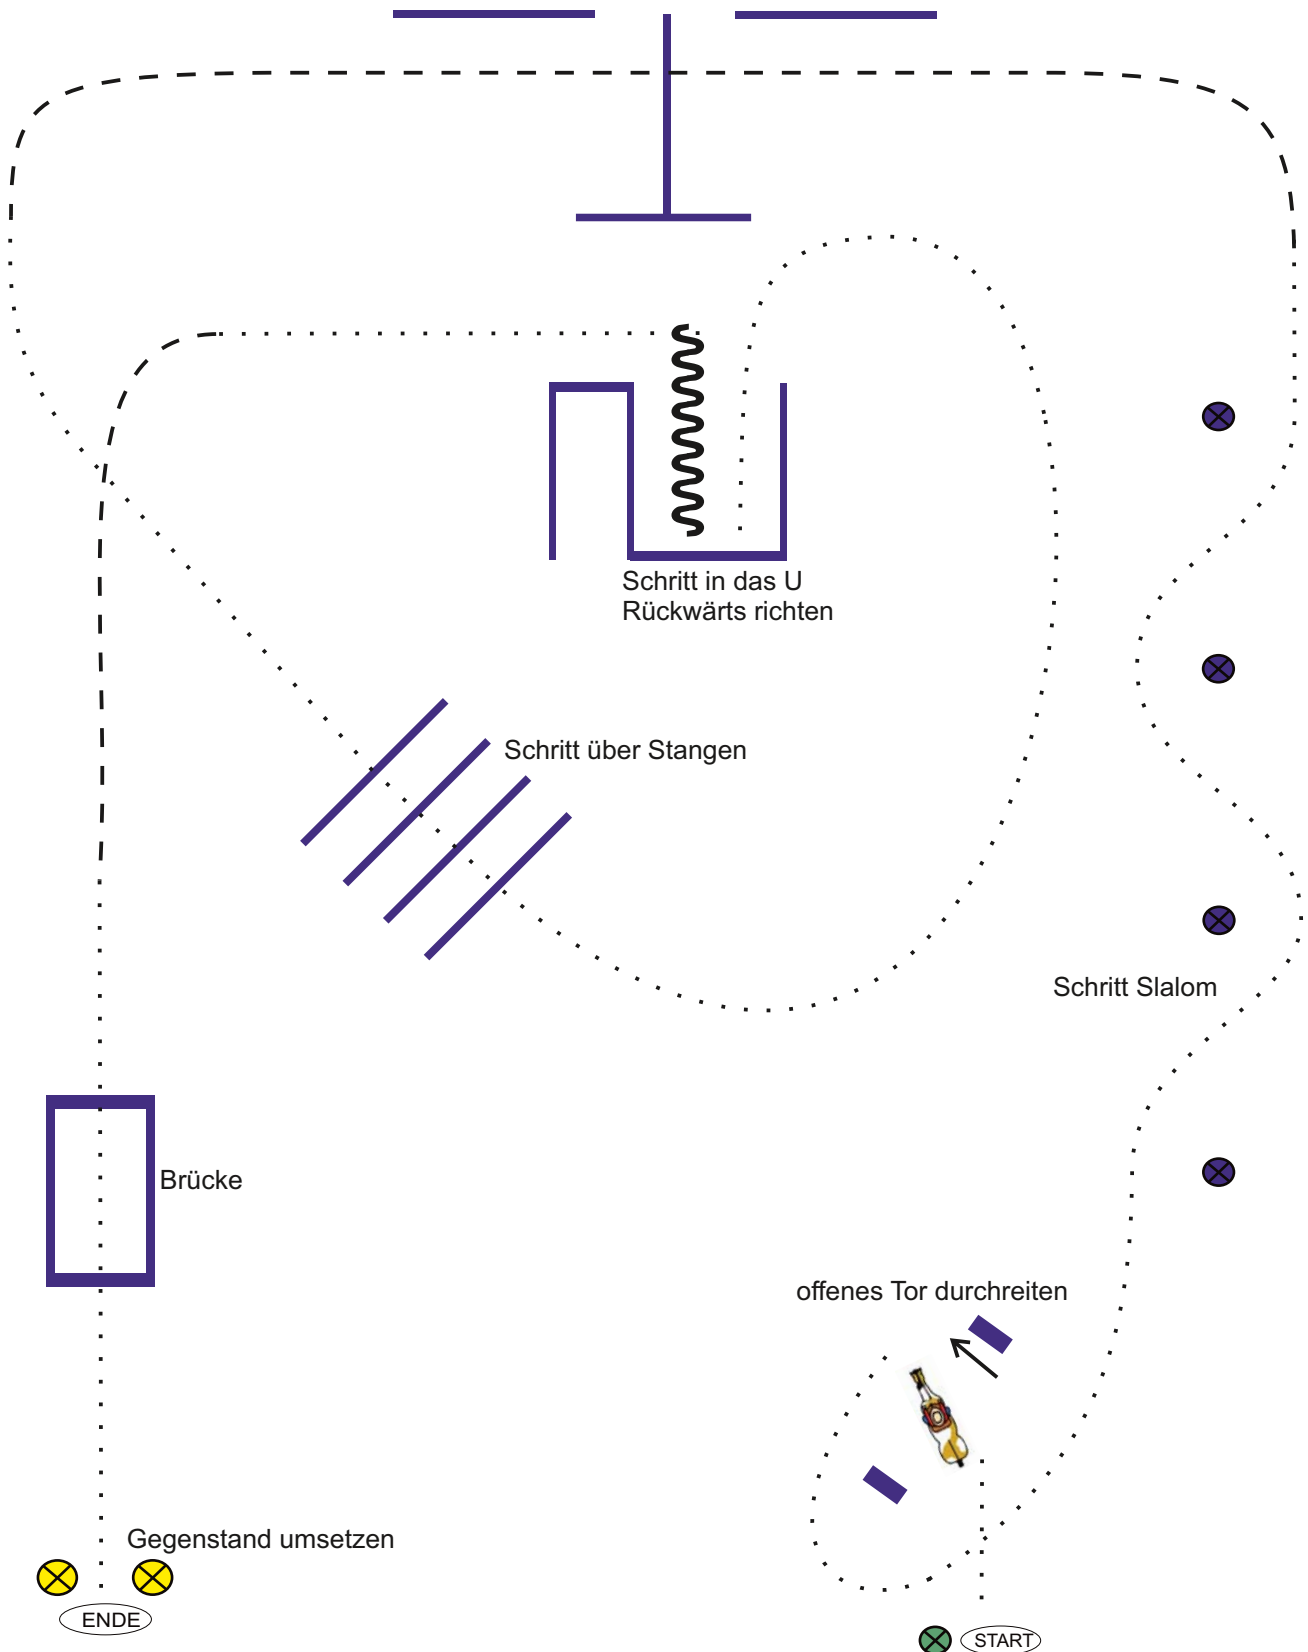 Schritt in das U
Rückwärts richten
Schritt über Stangen
Schritt Slalom
Brücke
offenes Tor durchreiten
Gegenstand umsetzen
ENDE
START